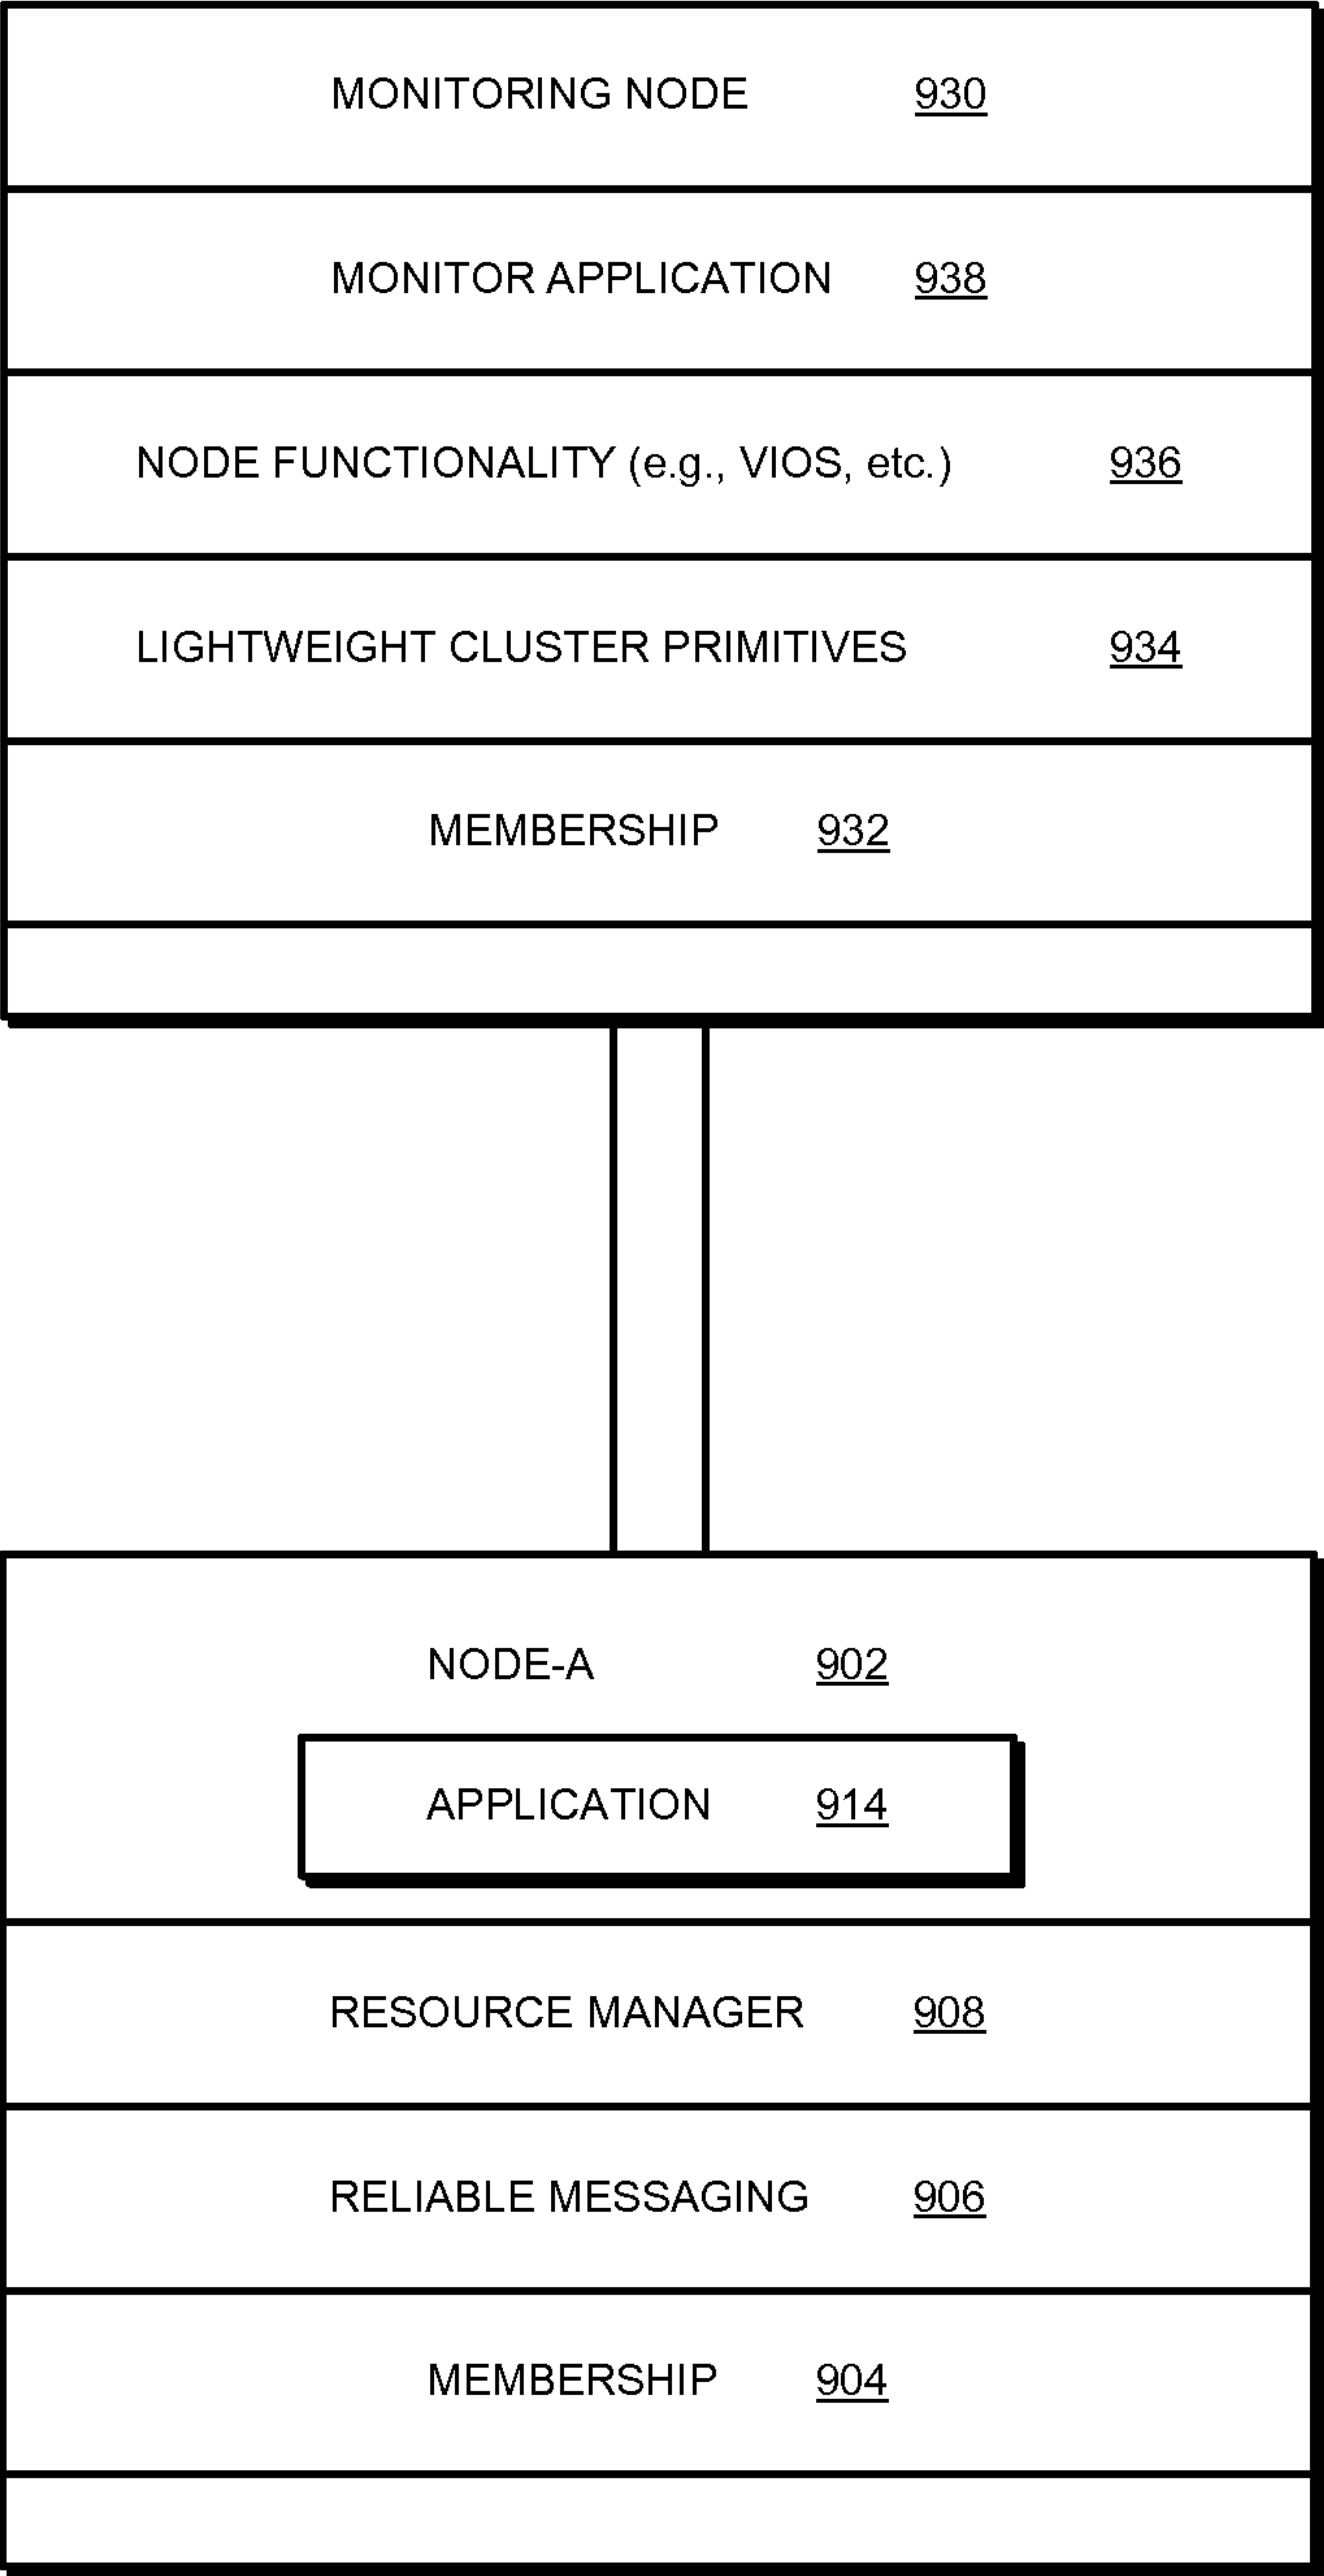 MONITORING NODE 930
MONITOR APPLICATION 938
NODE FUNCTIONALITY (e.g., VIOS, etc.) 936
LIGHTWEIGHT CLUSTER PRIMITIVES 934
MEMBERSHIP 932
NODE-A 902
APPLICATION 914
RESOURCE MANAGER 908
RELIABLE MESSAGING 906
MEMBERSHIP 904